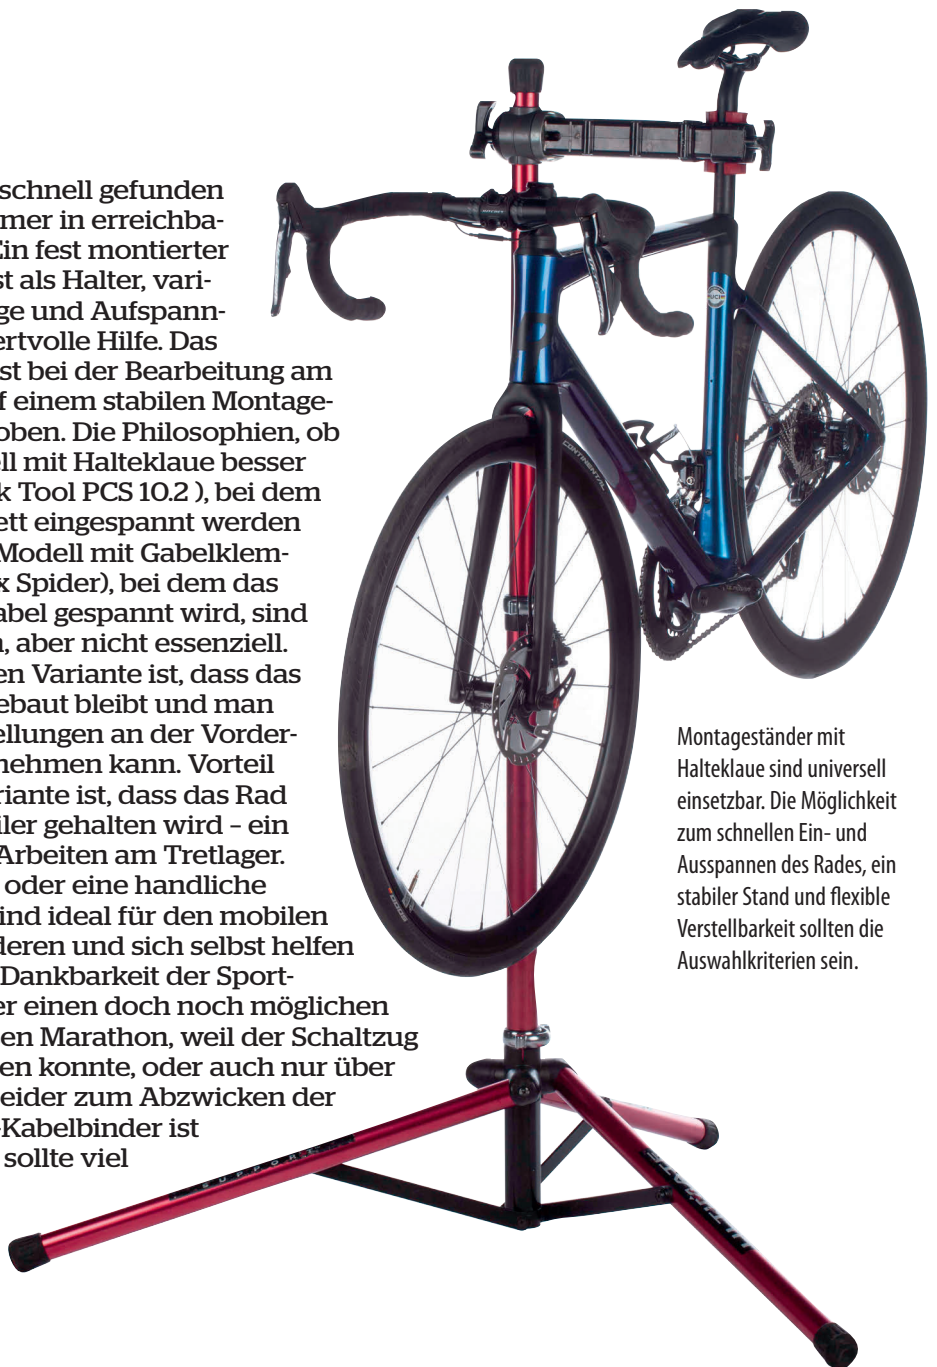 schnell gefunden
mer in erreichba-
Ein fest montierter
st als Halter, vari-
ge und Aufspann-
ertvolle Hilfe. Das
st bei der Bearbeitung am
f einem stabilen Montage-
oben. Die Philosophien, ob
ell mit Halteklaue besser
k Tool PCS 10.2 ), bei dem
ett eingespannt werden
Modell mit Gabelklem-
x Spider), bei dem das
abel gespannt wird, sind
n, aber nicht essenziell.
en Variante ist, dass das
ebaut bleibt und man
ellungen an der Vorder-
nehmen kann. Vorteil
riante ist, dass das Rad
iler gehalten wird – ein
Arbeiten am Tretlager.
oder eine handliche
ind ideal für den mobilen
deren und sich selbst helfen
Dankbarkeit der Sport-
er einen doch noch möglichen
en Marathon, weil der Schaltzug
en konnte, oder auch nur über
eider zum Abzwicken der
-Kabelbinder ist
sollte viel
Montageständer mit
Halteklaue sind universell
einsetzbar. Die Möglichkeit
zum schnellen Ein- und
Ausspannen des Rades, ein
stabiler Stand und flexible
Verstellbarkeit sollten die
Auswahlkriterien sein.
CONTINENTAL
UCI
ULTIMATE